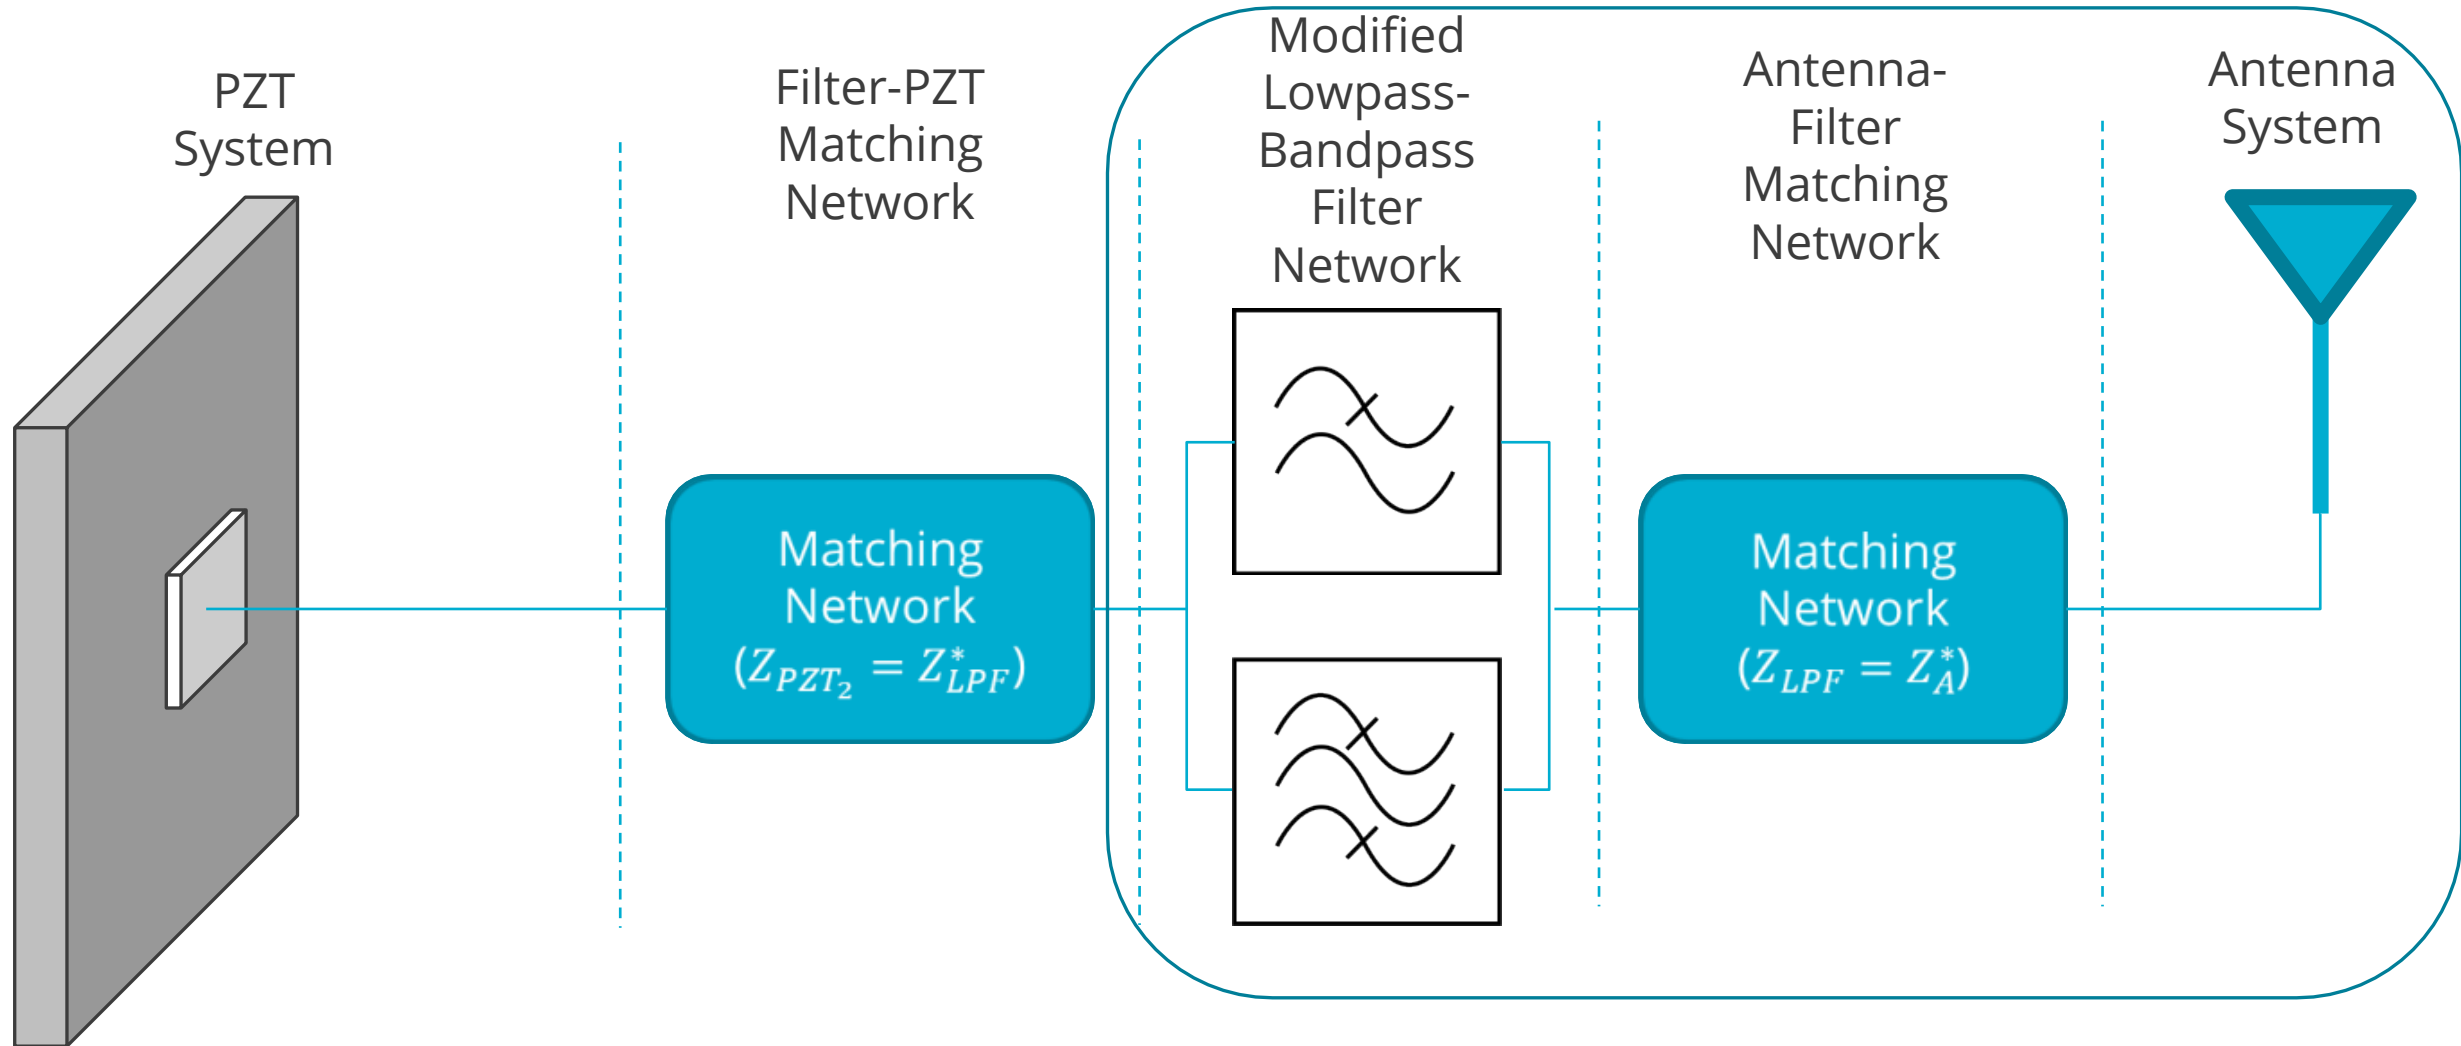 PZT
System
Filter-PZT
Matching
Network
Modified
Lowpass-
Bandpass
Filter
Network
Antenna-
Filter
Matching
Network
Antenna
System
Matching
Network
(Z_{PZT_2} = Z^*_{LPF})
Matching
Network
(Z_{LPF} = Z^*_A)